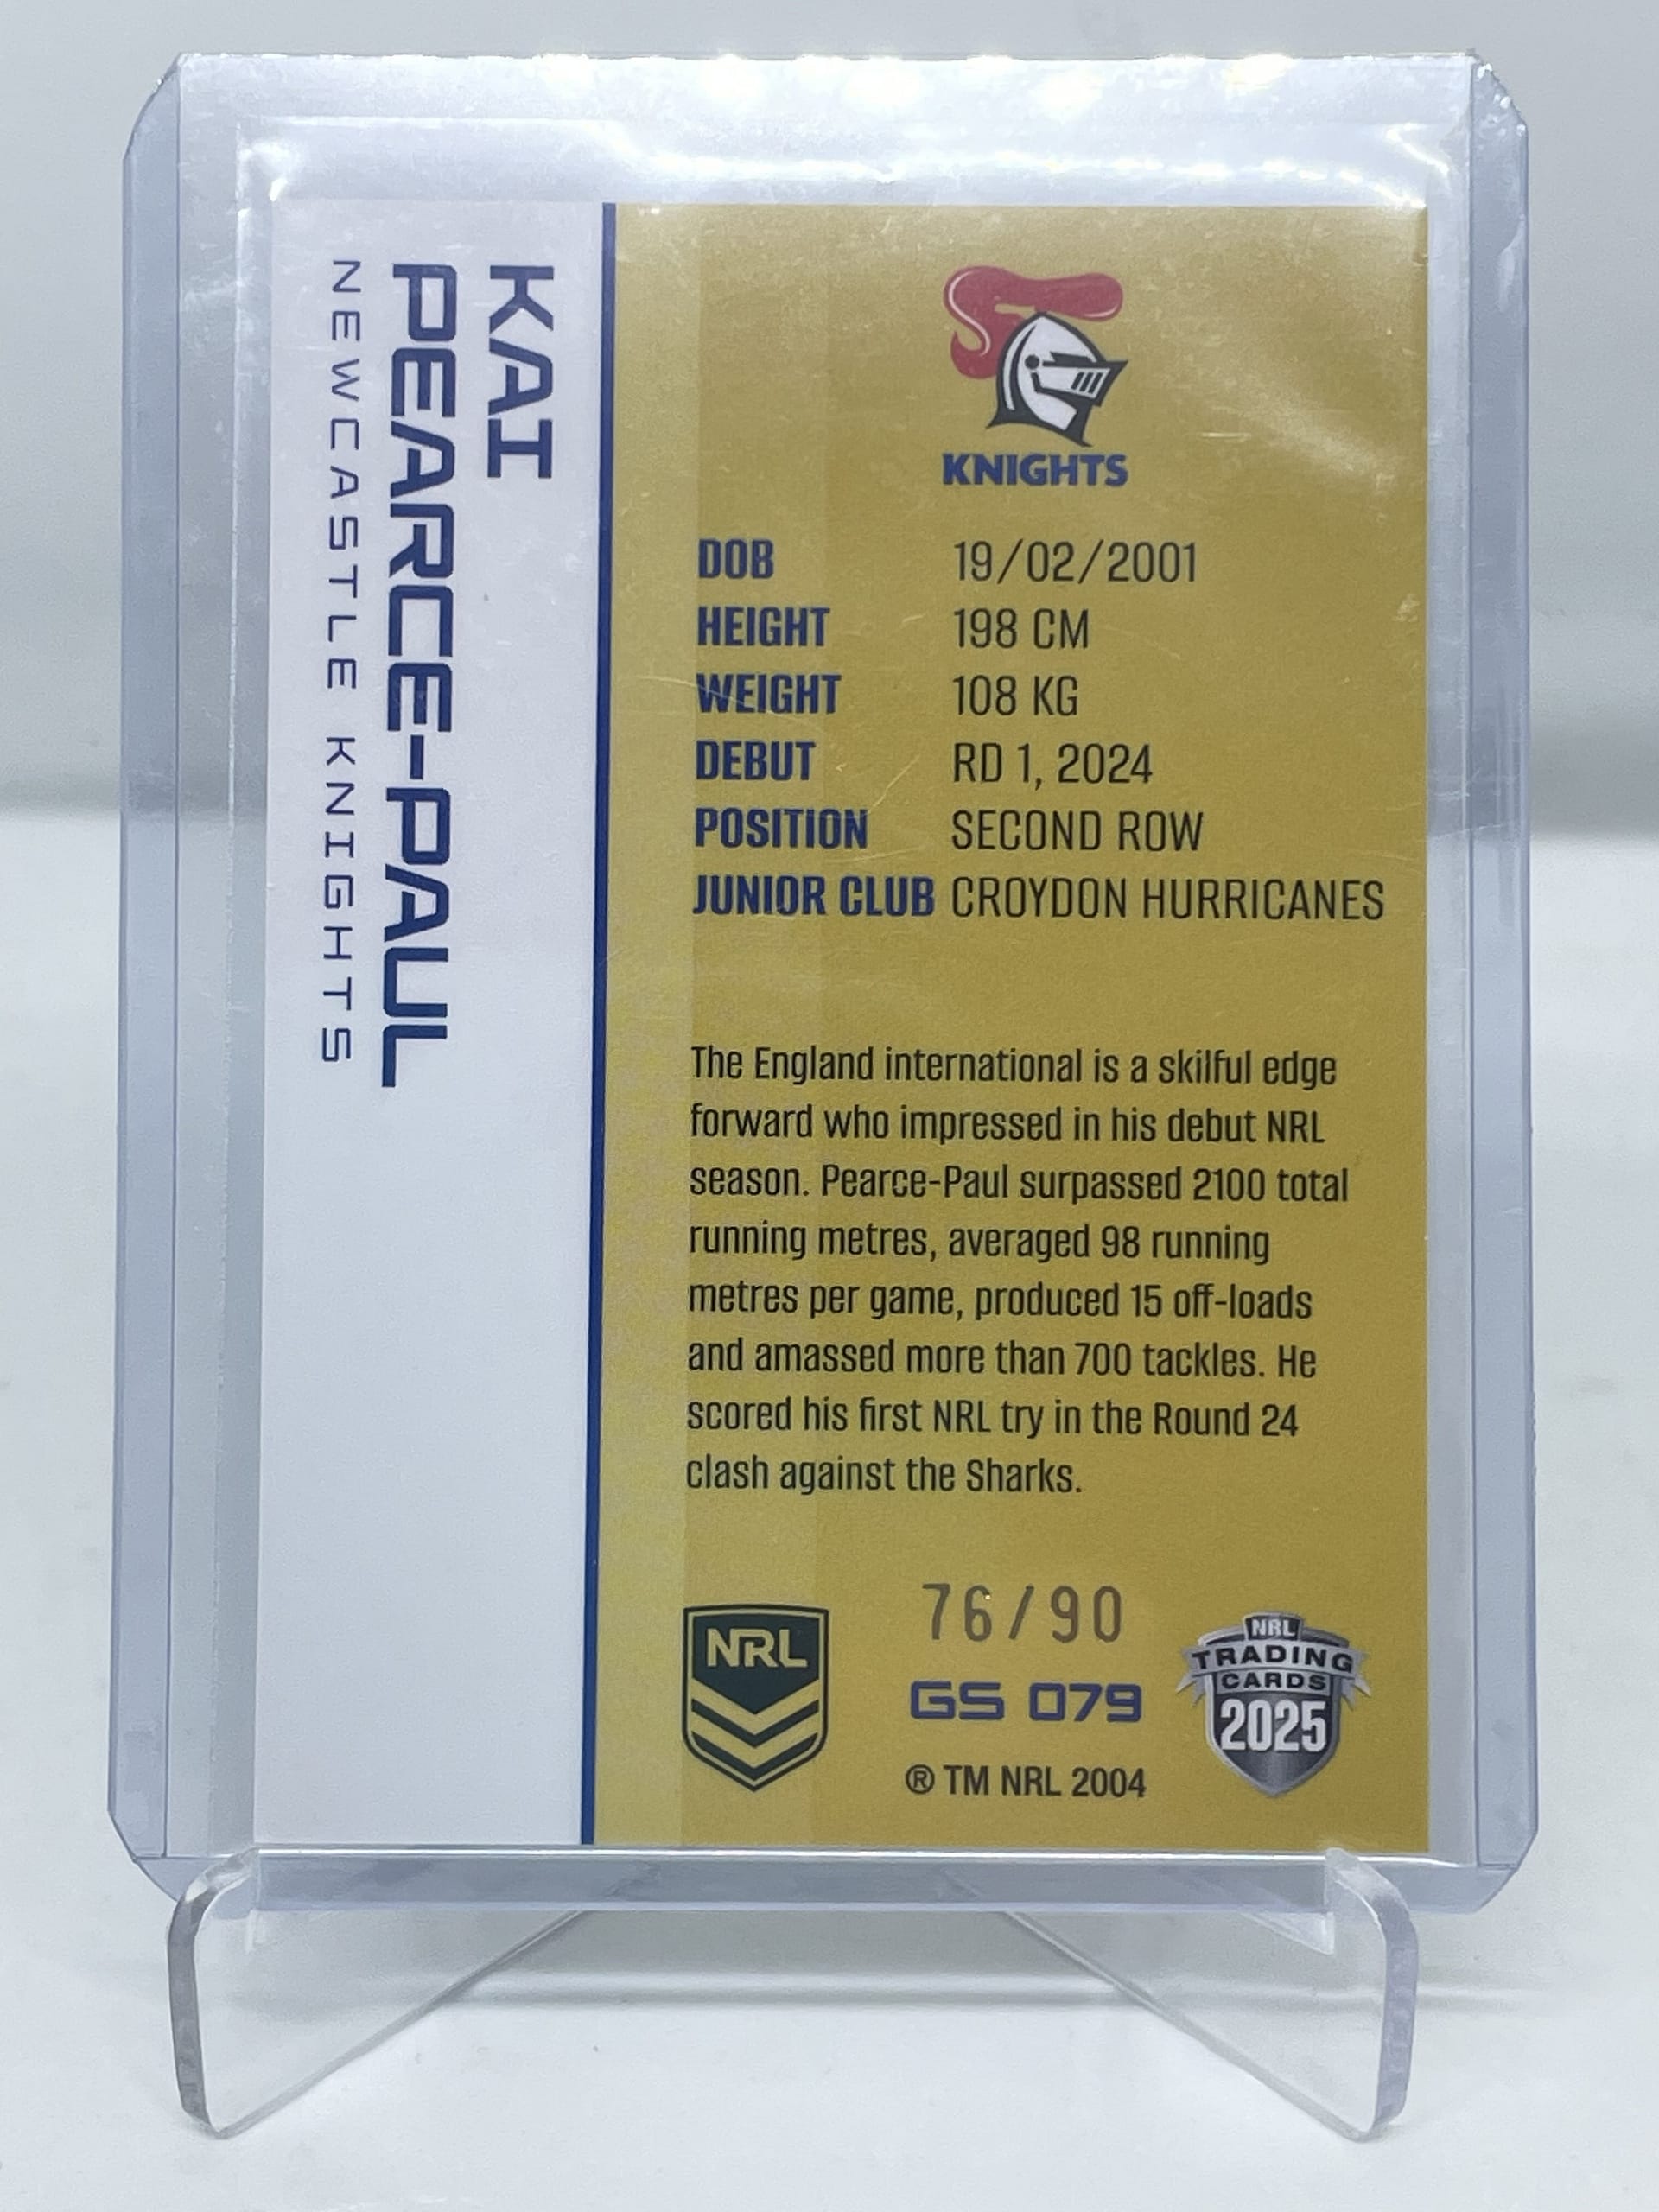 KAI
PEARCE-PAUL
NEWCASTLE KNIGHTS
KNIGHTS
DOB 19/02/2001
HEIGHT 198 CM
WEIGHT 108 KG
DEBUT RD 1, 2024
POSITION SECOND ROW
JUNIOR CLUB CROYDON HURRICANES
The England international is a skilful edge
forward who impressed in his debut NRL
season. Pearce-Paul surpassed 2100 total
running metres, averaged 98 running
metres per game, produced 15 off-loads
and amassed more than 700 tackles. He
scored his first NRL try in the Round 24
clash against the Sharks.
NRL
76/90
GS 079
® TM NRL 2004
NRL
TRADING
CARDS
2025